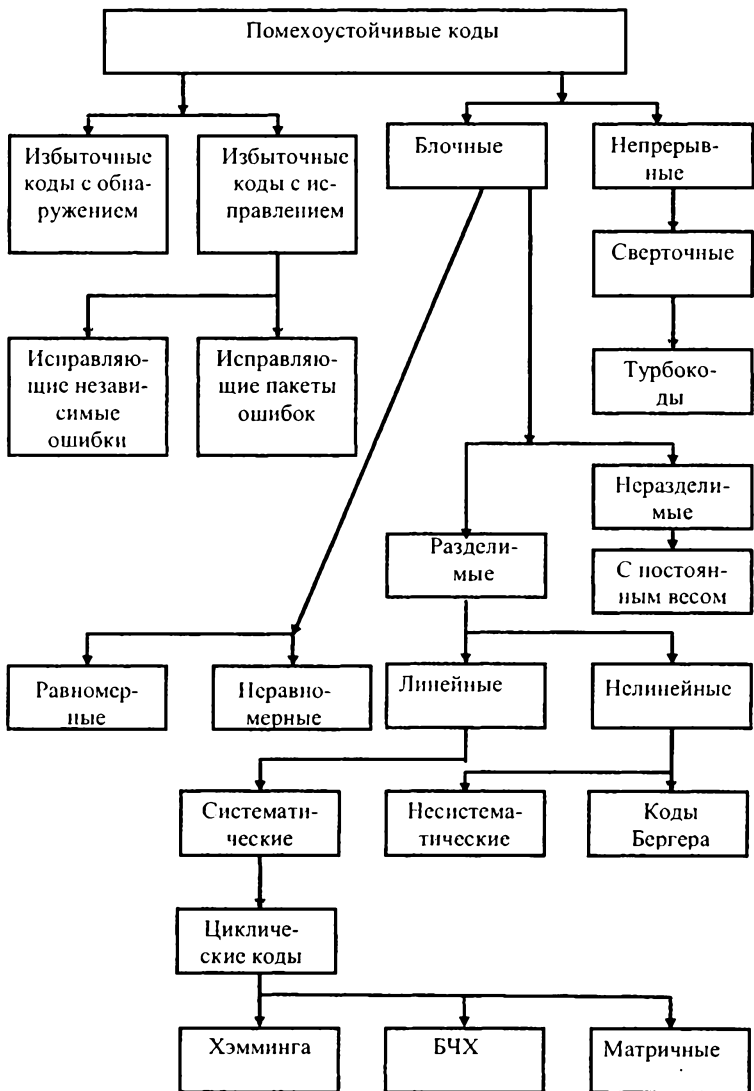 Помехоустойчивые коды
Избыточные
коды с обна-
ружением
Избыточные
коды с ис-
правлением
Блочные
Непрерыв-
ные
Сверточные
Исправляю-
щие незави-
симые
ошибки
Исправляю-
щие пакеты
ошибок
Турбоко-
ды
Неразделі-
мые
Раздели-
мые
С постоян-
ным весом
Равномер-
ные
Неравно-
мерные
Линейные
Нелинейные
Системати-
ческие
Несистема-
тические
Коды
Бергера
Цикличе-
ские коды
Хэмминга
БЧХ
Матричные